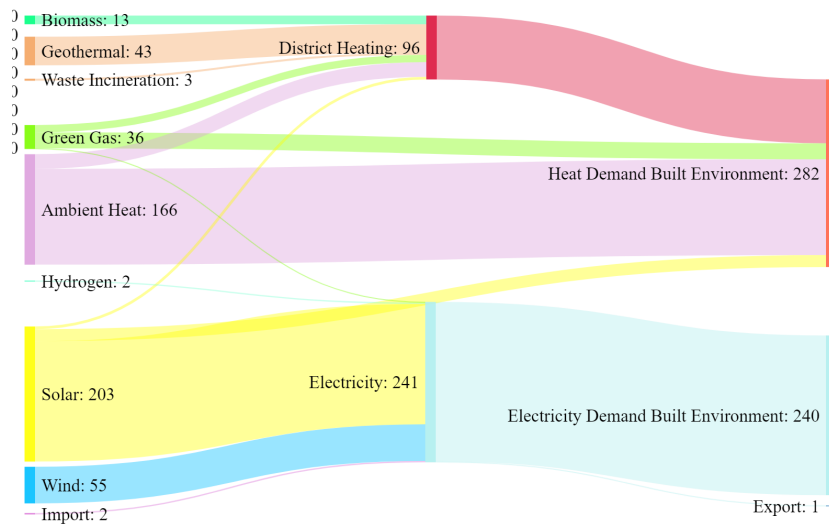 Biomass: 13
Geothermal: 43
District Heating: 96
Waste Incineration: 3
Green Gas: 36
Heat Demand Built Environment: 282
Ambient Heat: 166
Hydrogen: 2
Solar: 203
Electricity: 241
Electricity Demand Built Environment: 240
Wind: 55
Export: 1
Import: 2